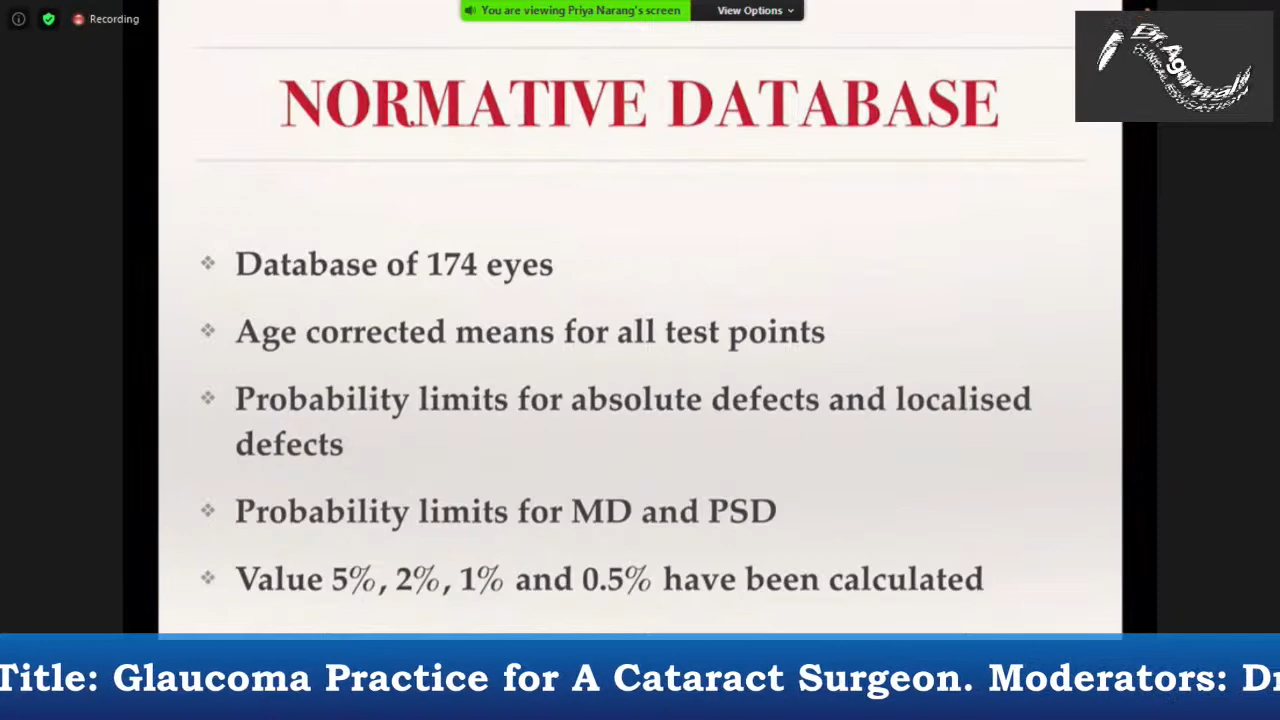 Recording
You are viewing Priya Narang's screen
View Options
Dr. Agarwal
NORMATIVE DATABASE
❖ Database of 174 eyes
❖ Age corrected means for all test points
❖ Probability limits for absolute defects and localised
defects
❖ Probability limits for MD and PSD
❖ Value 5%, 2%, 1% and 0.5% have been calculated
Title: Glaucoma Practice for A Cataract Surgeon. Moderators: Dr